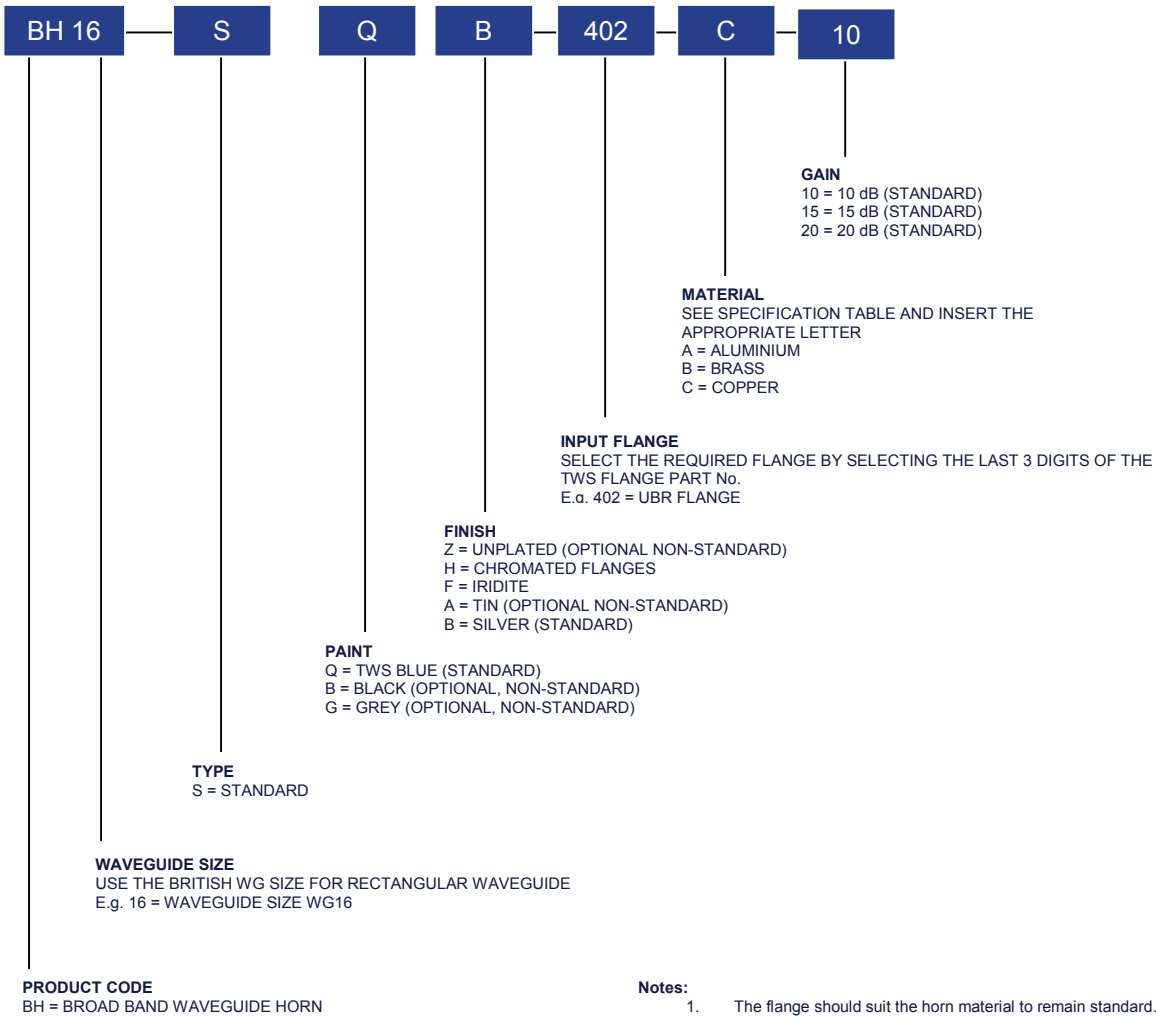 BH 16 S Q B 402 C 10
GAIN
10 = 10 dB (STANDARD)
15 = 15 dB (STANDARD)
20 = 20 dB (STANDARD)
MATERIAL
SEE SPECIFICATION TABLE AND INSERT THE
APPROPRIATE LETTER
A = ALUMINIUM
B = BRASS
C = COPPER
INPUT FLANGE
SELECT THE REQUIRED FLANGE BY SELECTING THE LAST 3 DIGITS OF THE
TWS FLANGE PART No.
E.g. 402 = UBR FLANGE
FINISH
Z = UNPLATED (OPTIONAL NON-STANDARD)
H = CHROMATED FLANGES
F = IRIDITE
A = TIN (OPTIONAL NON-STANDARD)
B = SILVER (STANDARD)
PAINT
Q = TWS BLUE (STANDARD)
B = BLACK (OPTIONAL, NON-STANDARD)
G = GREY (OPTIONAL, NON-STANDARD)
TYPE
S = STANDARD
WAVEGUIDE SIZE
USE THE BRITISH WG SIZE FOR RECTANGULAR WAVEGUIDE
E.g. 16 = WAVEGUIDE SIZE WG16
PRODUCT CODE
BH = BROAD BAND WAVEGUIDE HORN
Notes:
1. The flange should suit the horn material to remain standard.